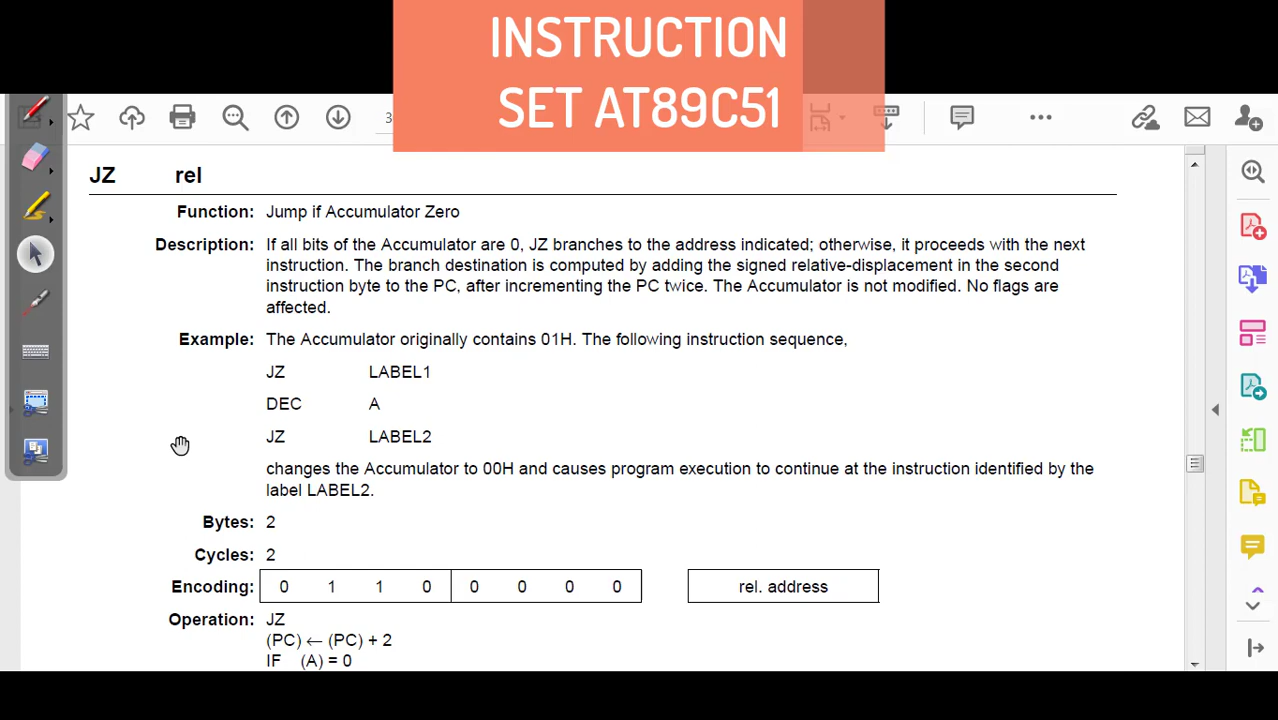 INSTRUCTION
SET AT89C51
JZ rel
Function: Jump if Accumulator Zero
Description: If all bits of the Accumulator are 0, JZ branches to the address indicated; otherwise, it proceeds with the next
instruction. The branch destination is computed by adding the signed relative-displacement in the second
instruction byte to the PC, after incrementing the PC twice. The Accumulator is not modified. No flags are
affected.
Example: The Accumulator originally contains 01H. The following instruction sequence,
JZ LABEL1
DEC A
JZ LABEL2
changes the Accumulator to 00H and causes program execution to continue at the instruction identified by the
label LABEL2.
Bytes: 2
Cycles: 2
Encoding: 0 1 1 0 0 0 0 0 rel. address
Operation: JZ
(PC) ← (PC) + 2
IF (A) = 0